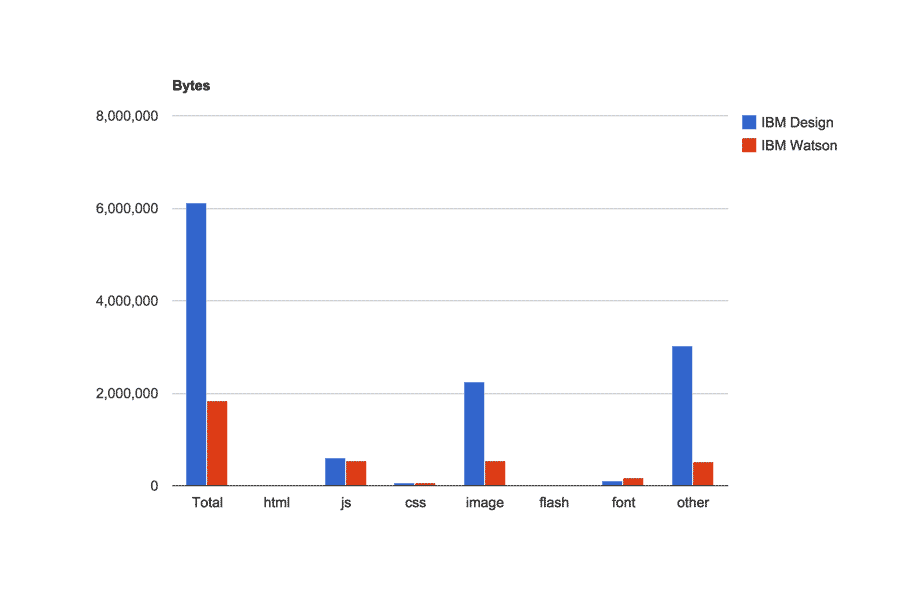 Bytes
8,000,000
6,000,000
4,000,000
2,000,000
0
Total html js css image flash font other
IBM Design
IBM Watson